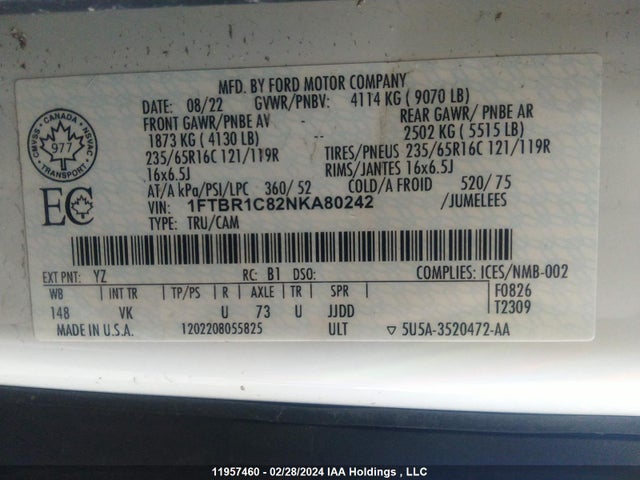 MFD. BY FORD MOTOR COMPANY
DATE: 08/22 GVWR/PNBV: 4114 KG ( 9070 LB)
FRONT GAWR/PNBE AV -- REAR GAWR/ PNBE AR
1873 KG ( 4130 LB) 2502 KG ( 5515 LB)
235/65R16C 121/119R TIRES/PNEUS 235/65R16C 121/119R
16x6.5J RIMS/JANTES 16x6.5J
AT/A kPa/PSI/LPC 360/ 52 COLD/A FROID 520/ 75
VIN: 1FTBR1C82NKA80242 /JUMELEES
TYPE: TRU/CAM
CANADA
CMVSS NSVAC
977
TRANSPORT
EC
EXT PNT: YZ RC: B1 DSO: COMPLIES: ICES/NMB-002
WB INT TR TP/PS R AXLE TR SPR F0826
148 VK U 73 U JJDD T2309
MADE IN U.S.A. 1202208055825 ULT ▽ 5U5A-3520472-AA
11957460 - 02/28/2024 IAA Holdings , LLC